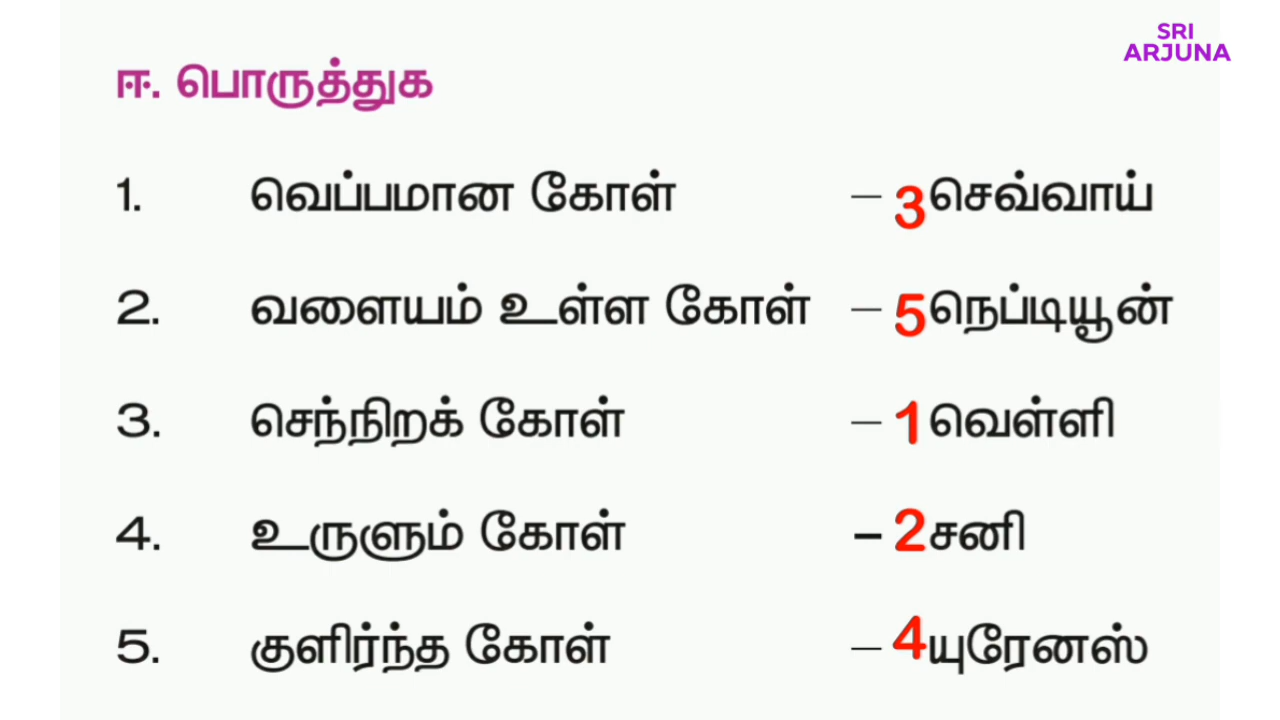 SRI
ARJUNA
ஈ. பொருத்துக
1. வெப்பமான கோள் – 3 செவ்வாய்
2. வளையம் உள்ள கோள் – 5 நெப்டியூன்
3. செந்நிறக் கோள் – 1 வெள்ளி
4. உருளும் கோள் – 2 சனி
5. குளிர்ந்த கோள் – 4 யுரேனஸ்